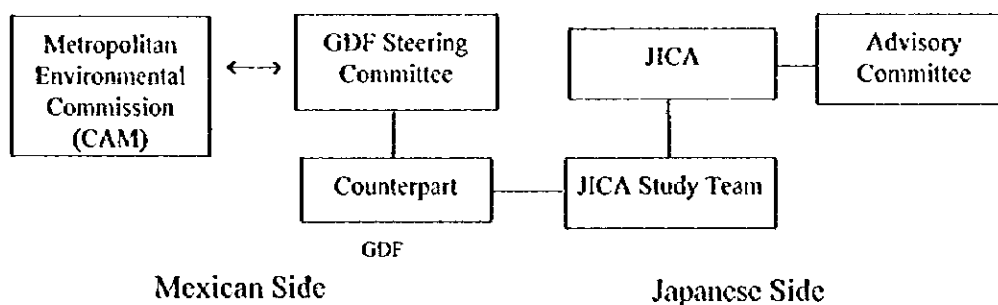 Metropolitan
Environmental
Commission
(CAM)
GDF Steering
Committee
JICA
Advisory
Committee
Counterpart
JICA Study Team
GDF
Mexican Side
Japanese Side